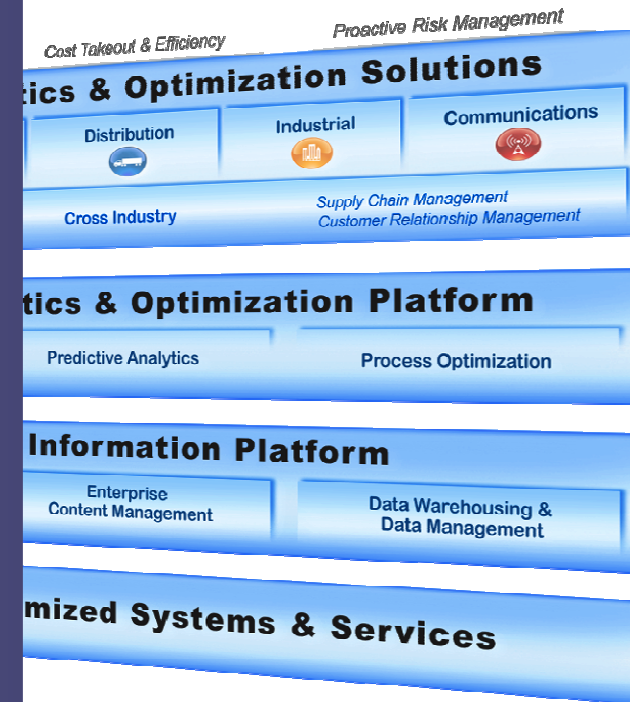 Cost Takeout & Efficiency
Proactive Risk Management
tics & Optimization Solutions
Distribution
Industrial
Communications
Cross Industry
Supply Chain Management
Customer Relationship Management
tics & Optimization Platform
Predictive Analytics
Process Optimization
Information Platform
Enterprise
Content Management
Data Warehousing &
Data Management
mized Systems & Services